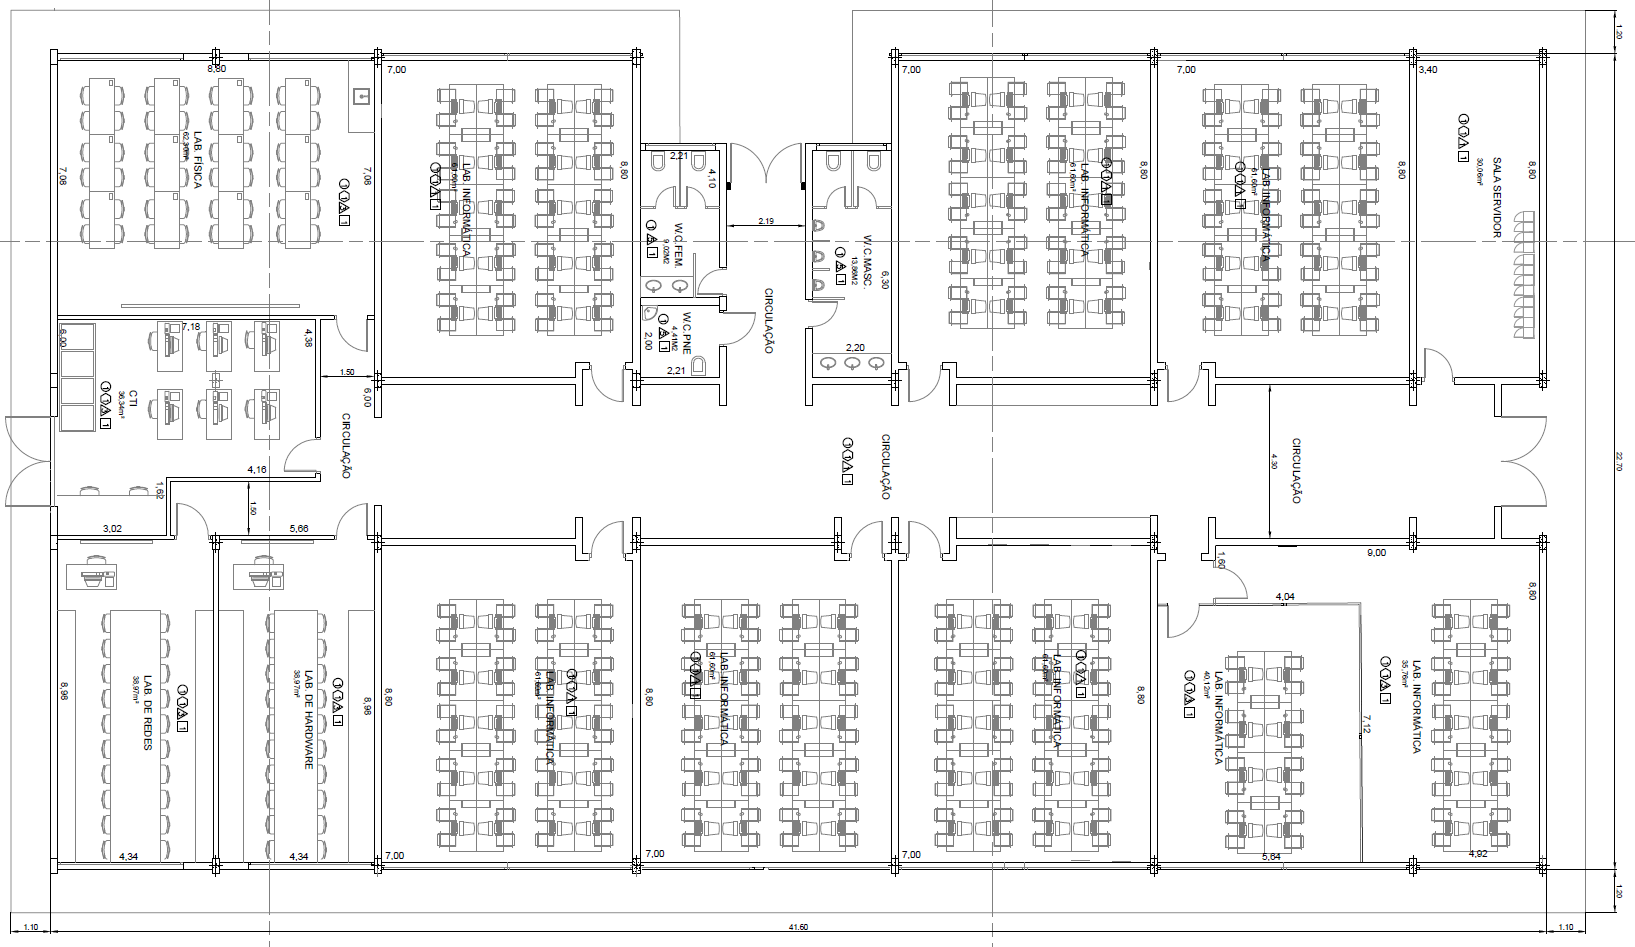 1.20
8,80
7,00
7,00
7,00
3,40
LAB. FÍSICA
62,30m²
7,08
7,08
1
1
1
LAB. INFORMÁTICA
61,60m²
8,80
2,21
4,10
W.C.FEM.
9,02M2
2.19
W.C.MASC.
13,86M2
6,30
LAB. INFORMÁTICA
61,60m²
8,80
LAB. INFORMÁTICA
61,60m²
8,80
SALA SERVIDOR
30,06m²
8,80
CIRCULAÇÃO
W.C.PNE
4,41M2
2,00
2,21
2,20
6,00
7,18
4,38
1.50
6,00
CTI
36,34m²
CIRCULAÇÃO
4,16
1,62
1.50
3,02
5,66
CIRCULAÇÃO
4.30
CIRCULAÇÃO
22.70
9,00
1,60
4,04
8,80
LAB. DE REDES
38,97m²
8,98
LAB. DE HARDWARE
38,97m²
8,98
8,80
LAB. INFORMÁTICA
61,60m²
8,80
LAB. INFORMÁTICA
61,60m²
LAB. INFORMÁTICA
61,60m²
8,80
LAB. INFORMÁTICA
40,12m²
7,12
LAB. INFORMÁTICA
35,76m²
4,34
4,34
7,00
7,00
7,00
5,64
4,92
1.20
1.10
41.60
1.10